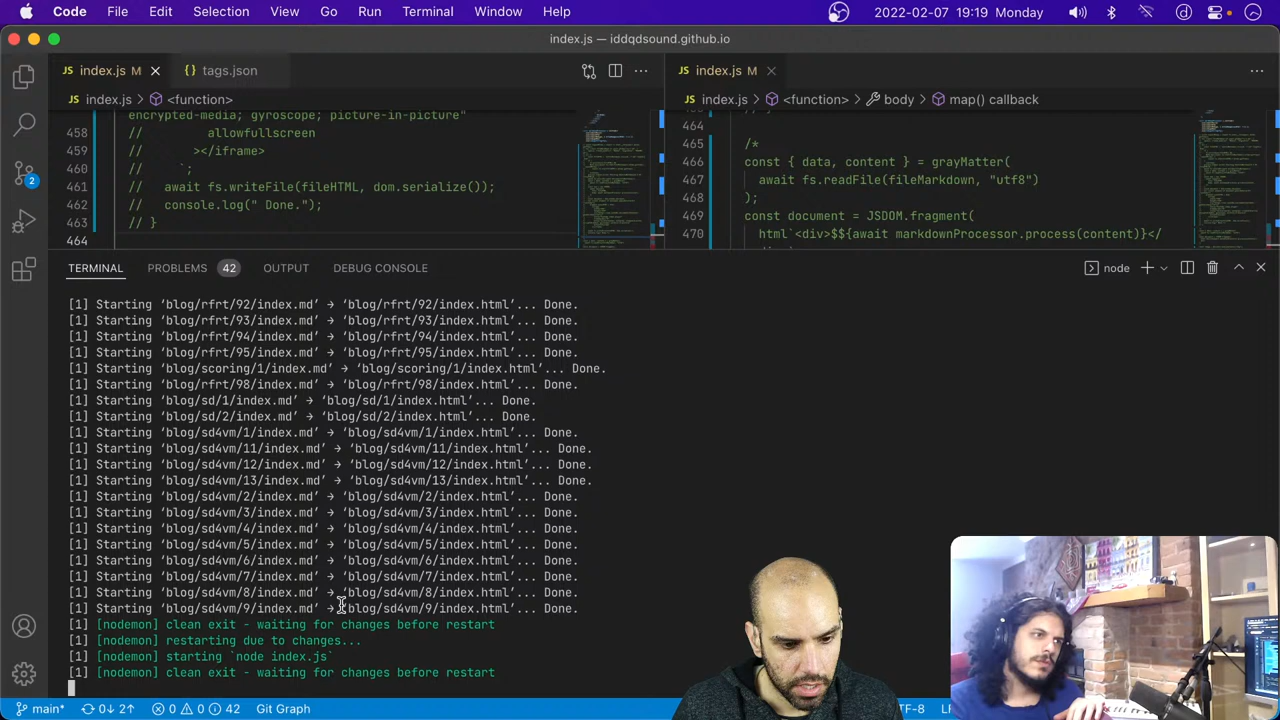 Code File Edit Selection View Go Run Terminal Window Help 2022-02-07 19:19 Monday
index.js — iddqdsound.github.io
JS index.js M tags.json
JS index.js > <function>
encrypted-media; gyroscope; picture-in-picture"
458 // allowfullscreen
459 // ></iframe>
460 // `;
461 // await fs.writeFile(fileHTML, dom.serialize());
462 // console.log(" Done.");
463 // }
464
JS index.js M
JS index.js > <function> > body > map() callback
464
465 /*
466 const { data, content } = grayMatter(
467 await fs.readFile(fileMarkdown, "utf8")
468 );
469 const document = JSDOM.fragment(
470 html`<div>$${await markdownProcessor.process(content)}</
TERMINAL PROBLEMS 42 OUTPUT DEBUG CONSOLE node
[1] Starting ‘blog/rfrt/92/index.md’ → ‘blog/rfrt/92/index.html’... Done.
[1] Starting ‘blog/rfrt/93/index.md’ → ‘blog/rfrt/93/index.html’... Done.
[1] Starting ‘blog/rfrt/94/index.md’ → ‘blog/rfrt/94/index.html’... Done.
[1] Starting ‘blog/rfrt/95/index.md’ → ‘blog/rfrt/95/index.html’... Done.
[1] Starting ‘blog/scoring/1/index.md’ → ‘blog/scoring/1/index.html’... Done.
[1] Starting ‘blog/rfrt/98/index.md’ → ‘blog/rfrt/98/index.html’... Done.
[1] Starting ‘blog/sd/1/index.md’ → ‘blog/sd/1/index.html’... Done.
[1] Starting ‘blog/sd/2/index.md’ → ‘blog/sd/2/index.html’... Done.
[1] Starting ‘blog/sd4vm/1/index.md’ → ‘blog/sd4vm/1/index.html’... Done.
[1] Starting ‘blog/sd4vm/11/index.md’ → ‘blog/sd4vm/11/index.html’... Done.
[1] Starting ‘blog/sd4vm/12/index.md’ → ‘blog/sd4vm/12/index.html’... Done.
[1] Starting ‘blog/sd4vm/13/index.md’ → ‘blog/sd4vm/13/index.html’... Done.
[1] Starting ‘blog/sd4vm/2/index.md’ → ‘blog/sd4vm/2/index.html’... Done.
[1] Starting ‘blog/sd4vm/3/index.md’ → ‘blog/sd4vm/3/index.html’... Done.
[1] Starting ‘blog/sd4vm/4/index.md’ → ‘blog/sd4vm/4/index.html’... Done.
[1] Starting ‘blog/sd4vm/5/index.md’ → ‘blog/sd4vm/5/index.html’... Done.
[1] Starting ‘blog/sd4vm/6/index.md’ → ‘blog/sd4vm/6/index.html’... Done.
[1] Starting ‘blog/sd4vm/7/index.md’ → ‘blog/sd4vm/7/index.html’... Done.
[1] Starting ‘blog/sd4vm/8/index.md’ → ‘blog/sd4vm/8/index.html’... Done.
[1] Starting ‘blog/sd4vm/9/index.md’ → ‘blog/sd4vm/9/index.html’... Done.
[1] [nodemon] clean exit - waiting for changes before restart
[1] [nodemon] restarting due to changes...
[1] [nodemon] starting `node index.js`
[1] [nodemon] clean exit - waiting for changes before restart
2
main* 0↓ 2↑ 0 0 42 Git Graph UTF-8